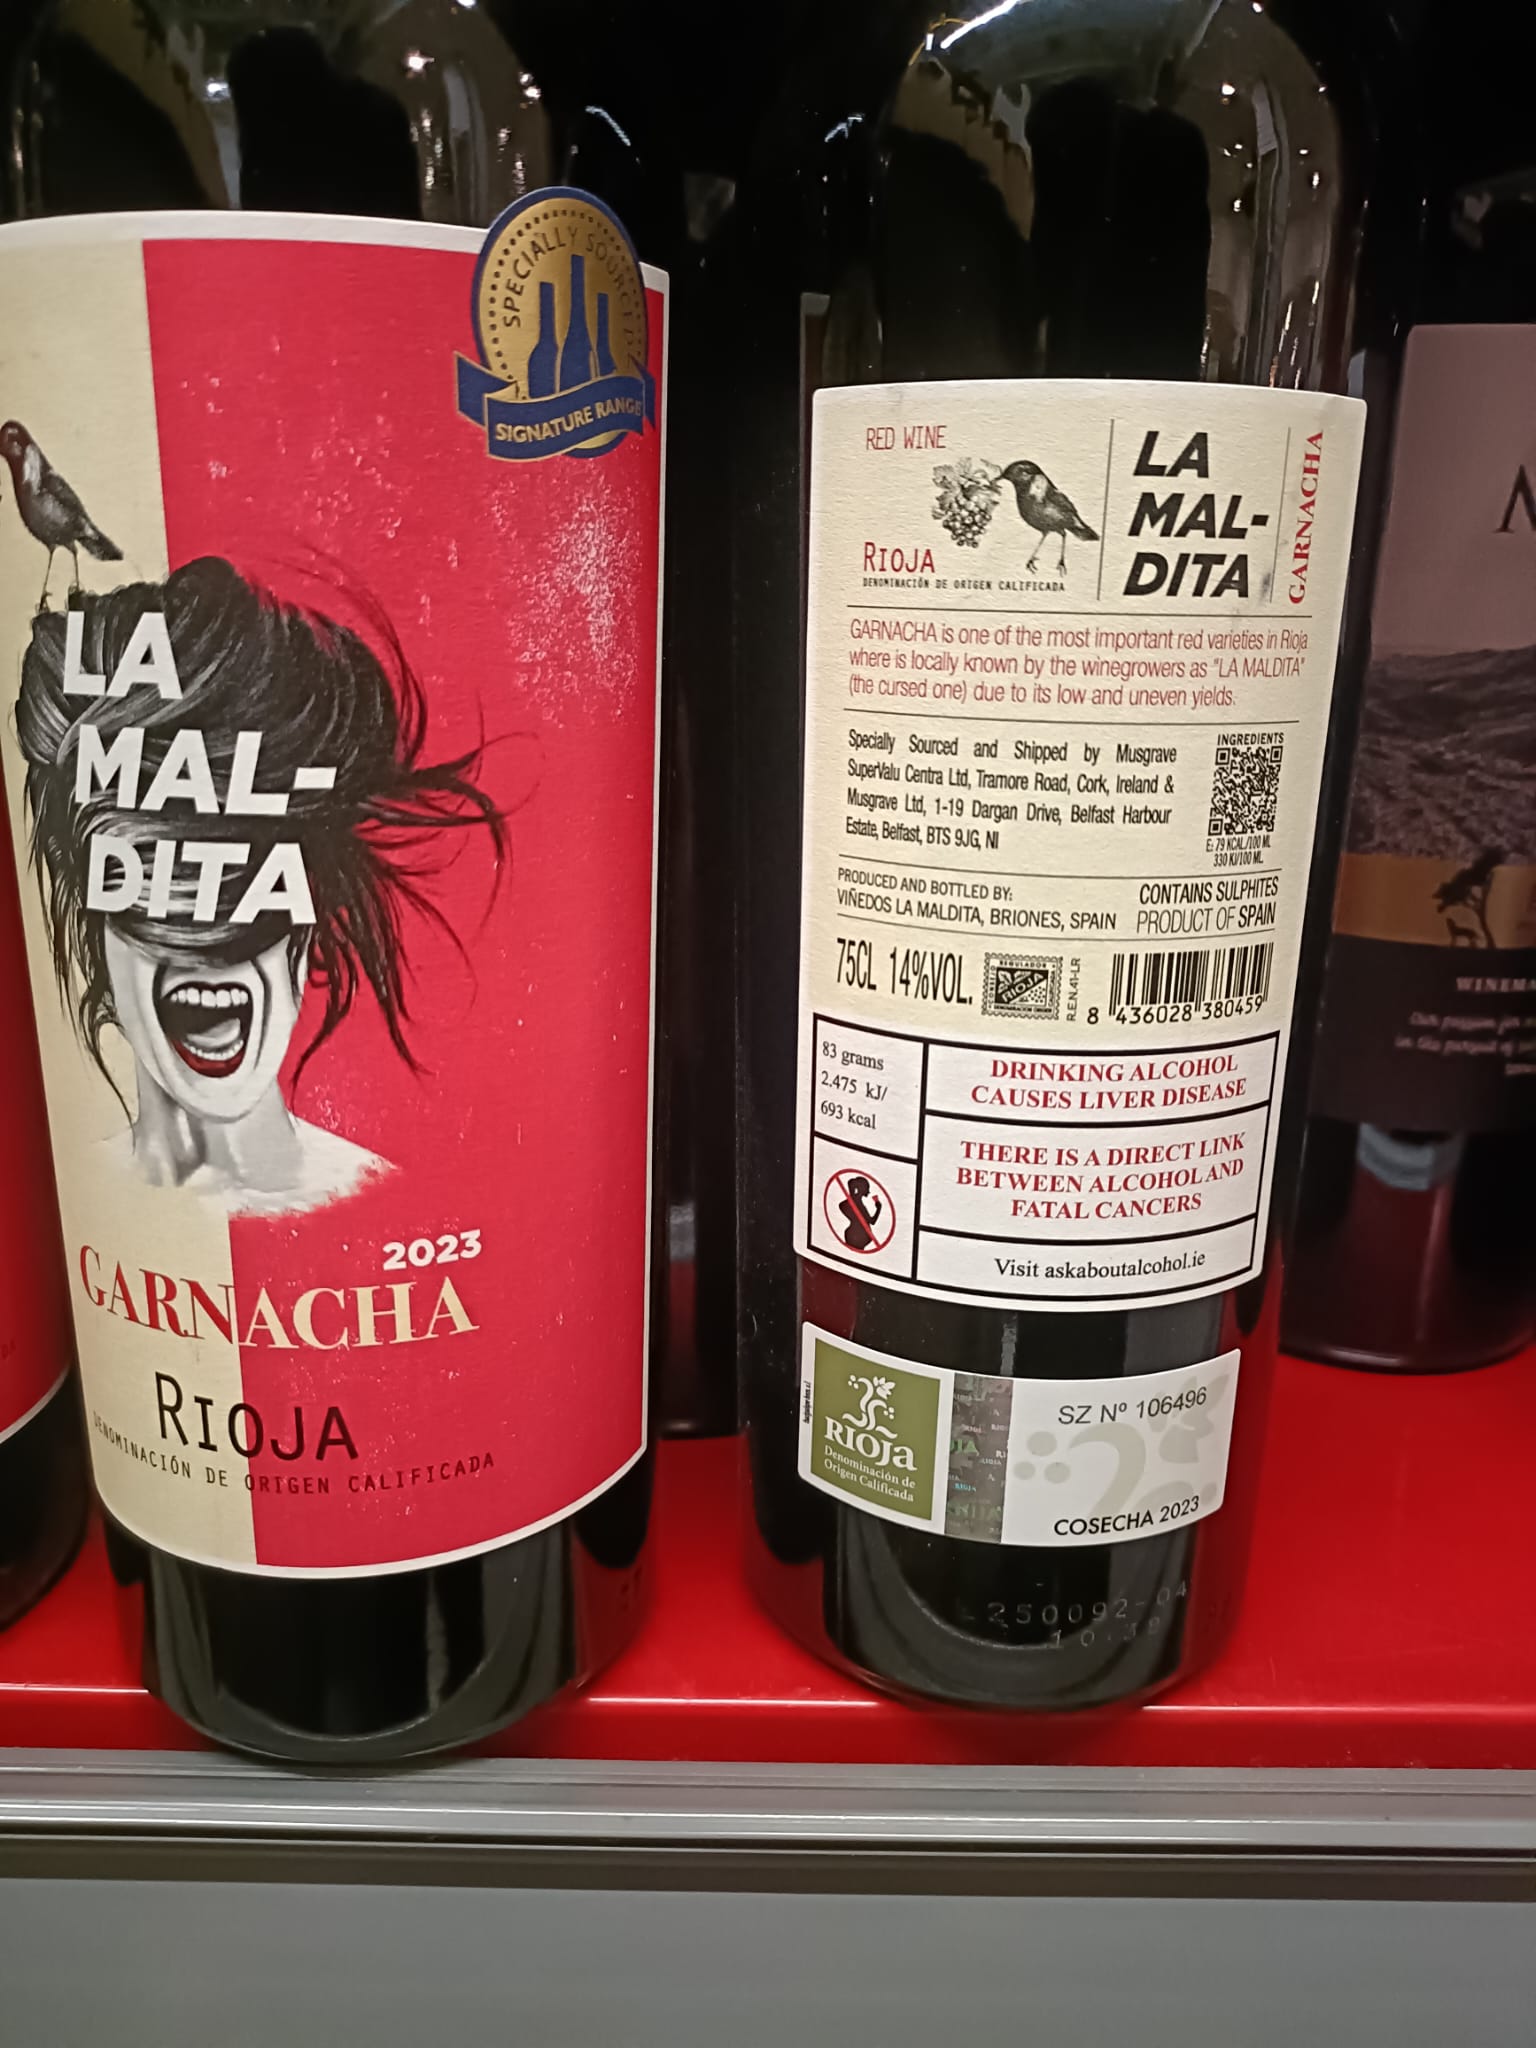 SPECIALLY SOURCED
SIGNATURE RANGE
LA
MAL-
DITA
2023
GARNACHA
RIOJA
DENOMINACIÓN DE ORIGEN CALIFICADA
RED WINE
RIOJA
DENOMINACIÓN DE ORIGEN CALIFICADA
LA
MAL-
DITA
GARNACHA
GARNACHA is one of the most important red varieties in Rioja
where is locally known by the winegrowers as "LA MALDITA"
(the cursed one) due to its low and uneven yields.
Specially Sourced and Shipped by Musgrave
SuperValu Centra Ltd, Tramore Road, Cork, Ireland &
Musgrave Ltd, 1-19 Dargan Drive, Belfast Harbour
Estate, Belfast, BTS 9JG, NI
INGREDIENTS
E: 79 KCAL/100 ML
330 KJ/100 ML
PRODUCED AND BOTTLED BY:
VIÑEDOS LA MALDITA, BRIONES, SPAIN
CONTAINS SULPHITES
PRODUCT OF SPAIN
75CL 14%VOL.
RIOJA
R.E.N.41-LR
8 436028 380459
83 grams
2.475 kJ/
693 kcal
DRINKING ALCOHOL
CAUSES LIVER DISEASE
THERE IS A DIRECT LINK
BETWEEN ALCOHOL AND
FATAL CANCERS
Visit askaboutalcohol.ie
RIOJA
Denominación de
Origen Calificada
SZ Nº 106496
COSECHA 2023